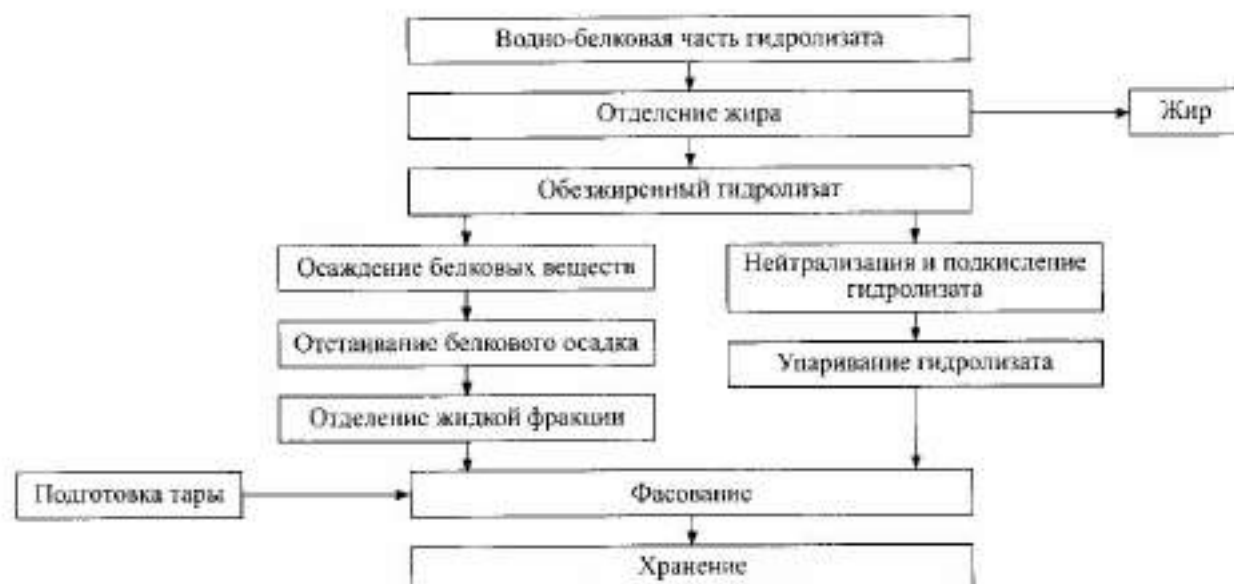 Водно-белковая часть гидролизата
Отделение жира
Жир
Обезжиренный гидролизат
Осаждение белковых веществ
Нейтрализация и подкисление
гидролизата
Отстаивание белкового осадка
Упаривание гидролизата
Отделение жидкой фракции
Подготовка тары
Фасование
Хранение